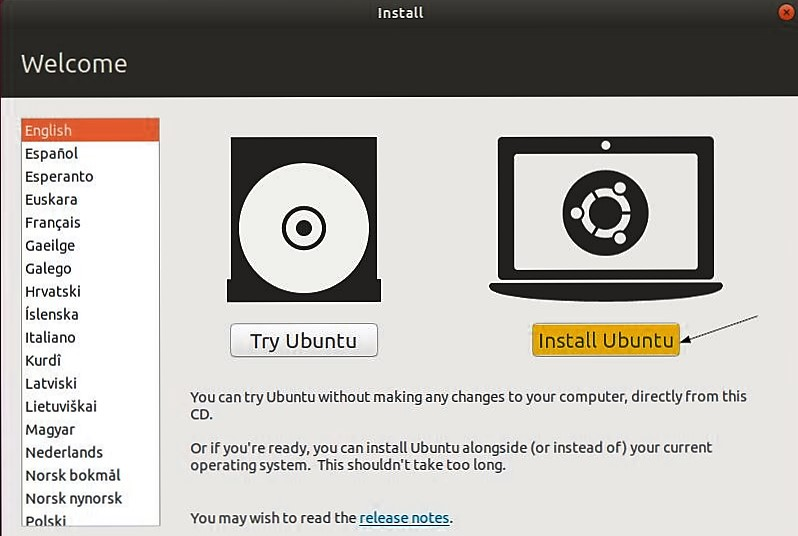 Install
Welcome
English
Español
Esperanto
Euskara
Français
Gaeilge
Galego
Hrvatski
Íslenska
Italiano
Kurdî
Latviski
Lietuviškai
Magyar
Nederlands
Norsk bokmål
Norsk nynorsk
Polski
Try Ubuntu
Install Ubuntu
You can try Ubuntu without making any changes to your computer, directly from this
CD.
Or if you're ready, you can install Ubuntu alongside (or instead of) your current
operating system. This shouldn't take too long.
You may wish to read the release notes.